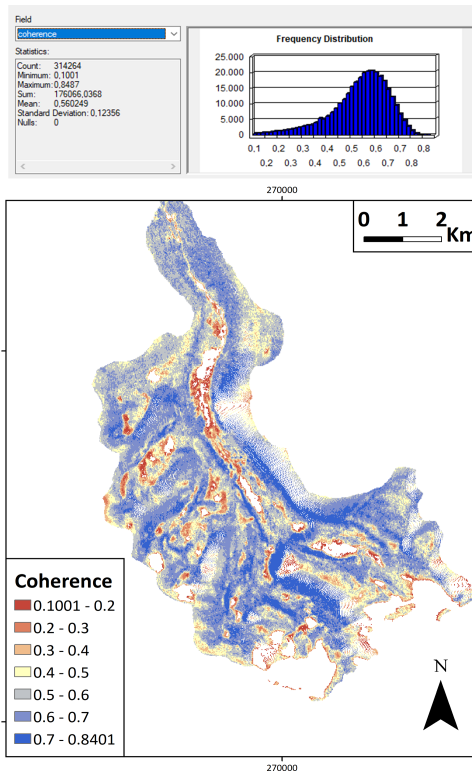 Field
coherence
Statistics:
Count: 314264
Minimum: 0,1001
Maximum: 0,8487
Sum: 176066,0368
Mean: 0,560249
Standard Deviation: 0,12356
Nulls: 0
Frequency Distribution
25.000
20.000
15.000
10.000
5.000
0
0.1 0.3 0.4 0.5 0.6 0.7 0.8
0.2 0.3 0.4 0.5 0.6 0.7 0.8
270000
0 1 2
Km
Coherence
0.1001 - 0.2
0.2 - 0.3
0.3 - 0.4
0.4 - 0.5
0.5 - 0.6
0.6 - 0.7
0.7 - 0.8401
N
270000